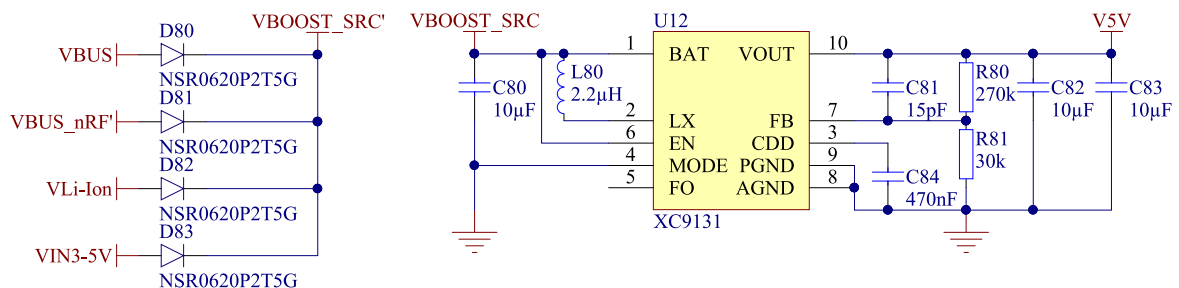 VBOOST_SRC'
D80
VBUS
NSR0620P2T5G
D81
VBUS_nRF'
NSR0620P2T5G
D82
VLi-Ion
NSR0620P2T5G
D83
VIN3-5V
NSR0620P2T5G
VBOOST_SRC
U12
V5V
1 BAT VOUT 10
L80
2.2µH
C80
10µF
C81
15pF
R80
270k
C82
10µF
C83
10µF
2 LX FB 7
6 EN CDD 3
4 MODE PGND 9
5 FO AGND 8
R81
30k
C84
470nF
XC9131